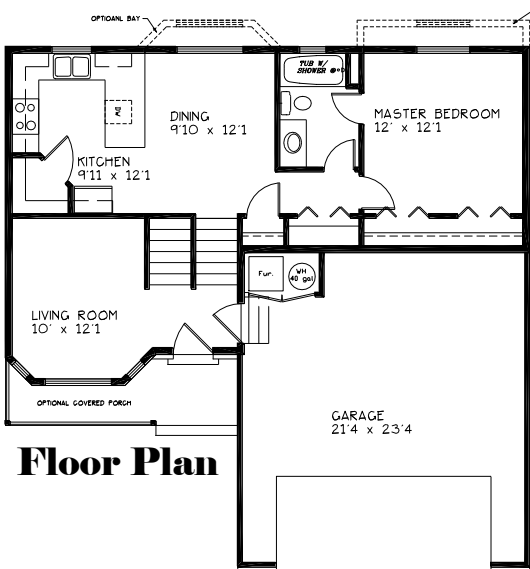 OPTIOANL BAY
TUB W/
SHOWER
DINING
9'10 x 12'1
MASTER BEDROOM
12' x 12'1
KITCHEN
9'11 x 12'1
Fur.
WH
40 gal
LIVING ROOM
10' x 12'1
OPTIONAL COVERED PORCH
GARAGE
21'4 x 23'4
Floor Plan